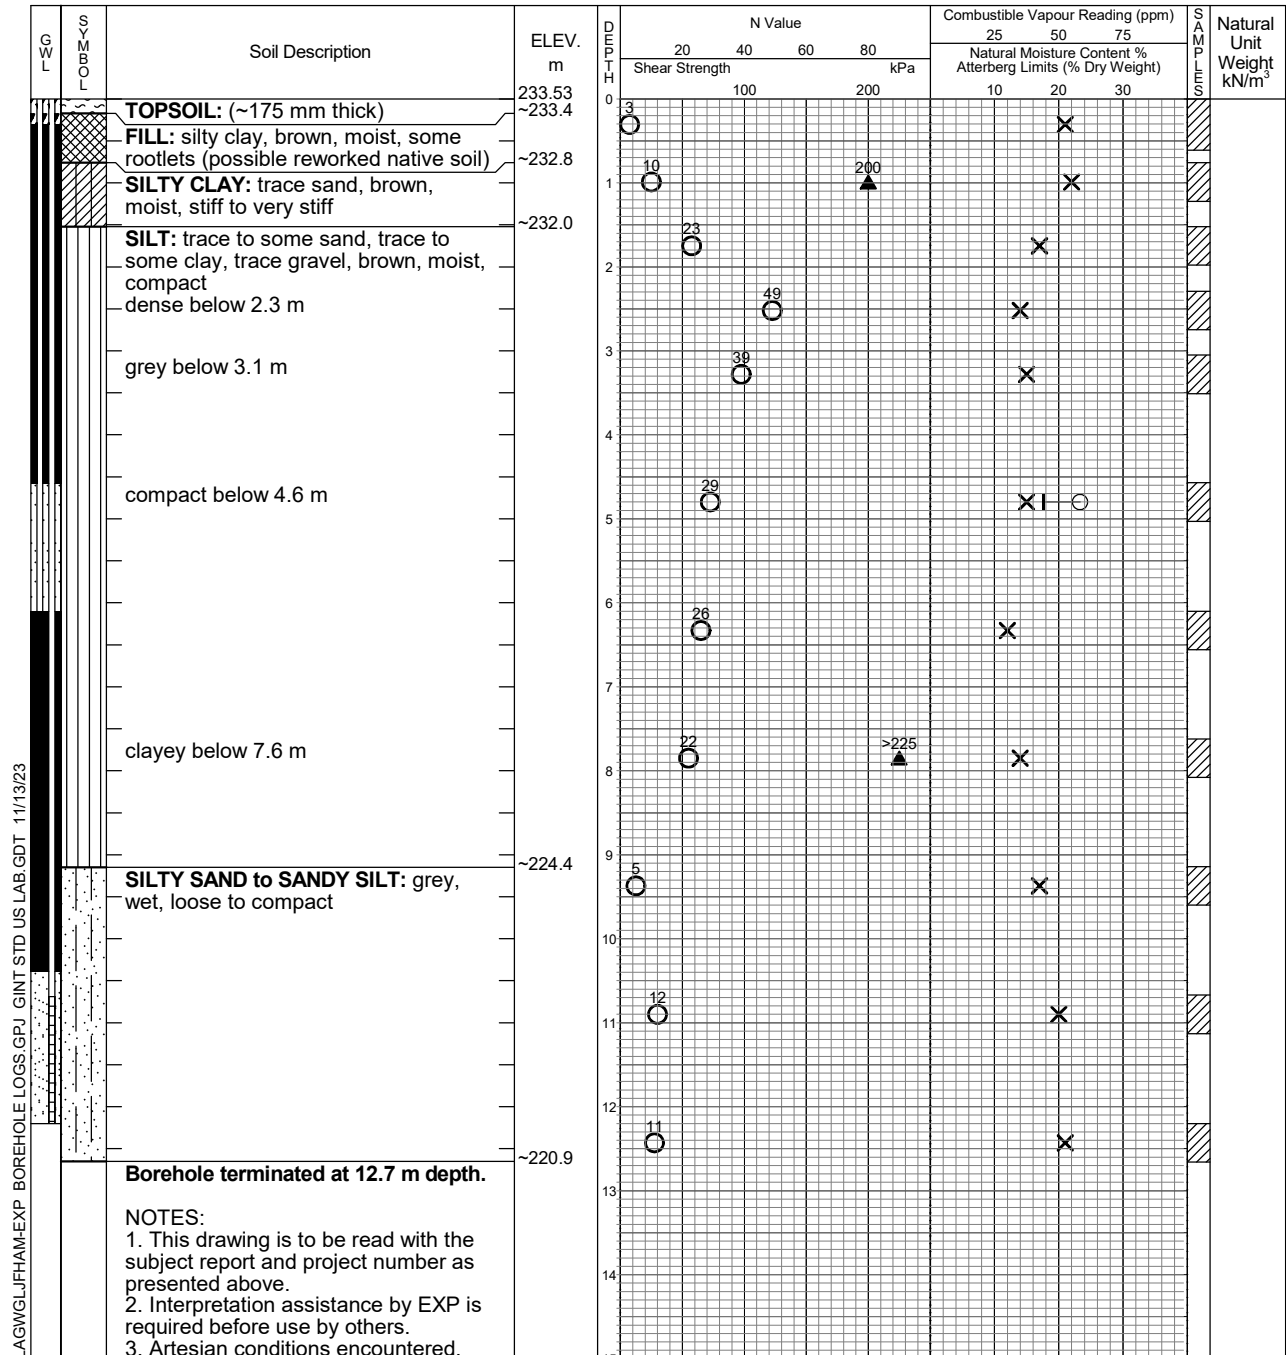 GWL
SYMBOL
Soil Description
ELEV.
m
DEPTH
N Value
20 40 60 80
Shear Strength kPa
100 200
Combustible Vapour Reading (ppm)
25 50 75
Natural Moisture Content %
Atterberg Limits (% Dry Weight)
10 20 30
SAMPLES
Natural
Unit
Weight
kN/m³
233.53
0
TOPSOIL: (~175 mm thick)
~233.4
3
FILL: silty clay, brown, moist, some
rootlets (possible reworked native soil)
~232.8
10
200
1
SILTY CLAY: trace sand, brown,
moist, stiff to very stiff
~232.0
SILT: trace to some sand, trace to
some clay, trace gravel, brown, moist,
compact
23
2
dense below 2.3 m
49
3
grey below 3.1 m
39
4
compact below 4.6 m
29
5
6
26
7
clayey below 7.6 m
22
>225
8
9
~224.4
SILTY SAND to SANDY SILT: grey,
wet, loose to compact
5
10
12
11
12
11
~220.9
Borehole terminated at 12.7 m depth.
13
NOTES:
1. This drawing is to be read with the
subject report and project number as
presented above.
14
2. Interpretation assistance by EXP is
required before use by others.
3. Artesian conditions encountered.
LAGWGLJFHAM-EXP BOREHOLE LOGS.GPJ GINT STD US LAB.GDT 11/13/23